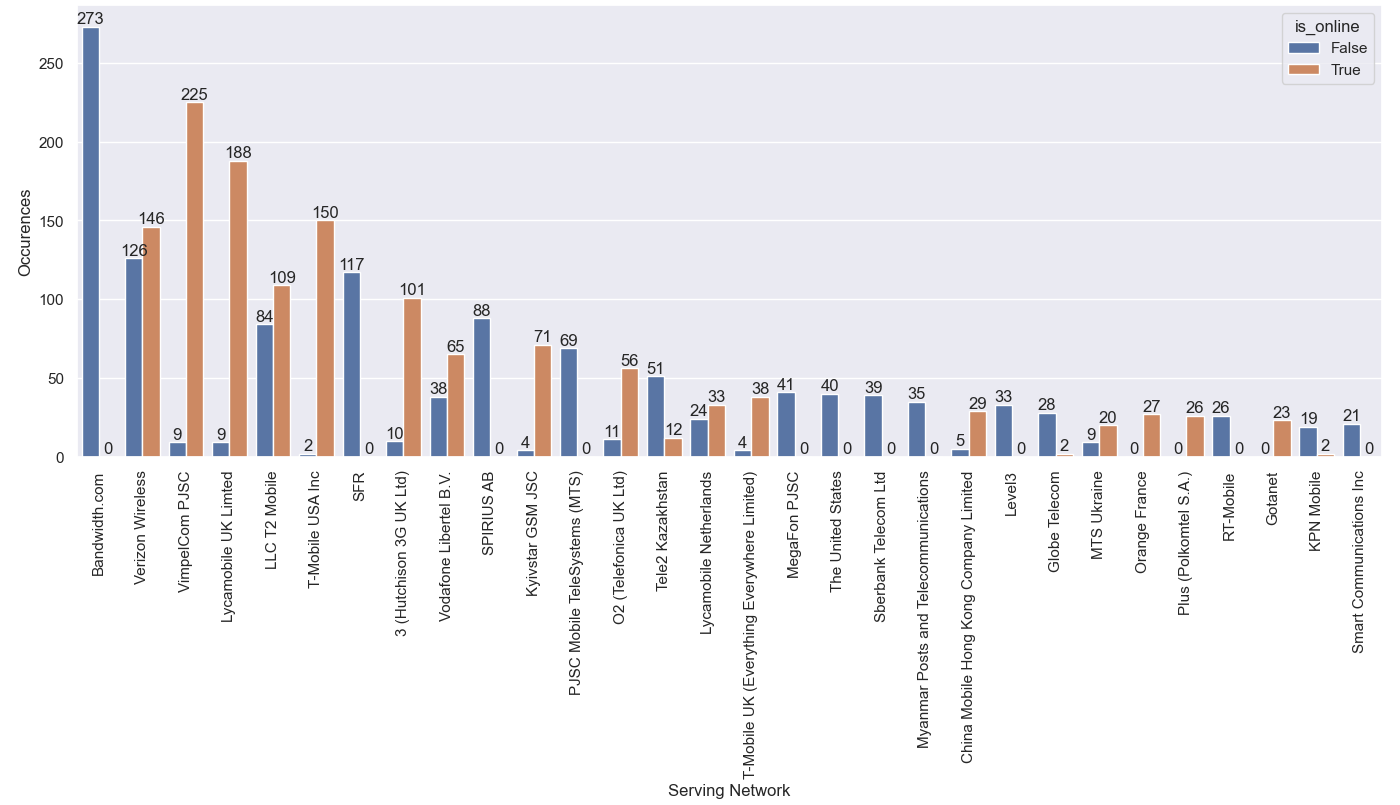 is_online
False
True
Occurences
250
200
150
100
50
0
273 0
126 146
9 225
9 188
84 109
2 150
117 0
10 101
38 65
88 0
4 71
69 0
11 56
51 12
24 33
4 38
41 0
40 0
39 0
35 0
5 29
33 0
28 2
9 20
0 27
0 26
26 0
0 23
19 2
21 0
Bandwidth.com
Verizon Wireless
VimpelCom PJSC
Lycamobile UK Limted
LLC T2 Mobile
T-Mobile USA Inc
SFR
3 (Hutchison 3G UK Ltd)
Vodafone Libertel B.V.
SPIRIUS AB
Kyivstar GSM JSC
PJSC Mobile TeleSystems (MTS)
O2 (Telefonica UK Ltd)
Tele2 Kazakhstan
Lycamobile Netherlands
T-Mobile UK (Everything Everywhere Limited)
MegaFon PJSC
The United States
Sberbank Telecom Ltd
Myanmar Posts and Telecommunications
China Mobile Hong Kong Company Limited
Level3
Globe Telecom
MTS Ukraine
Orange France
Plus (Polkomtel S.A.)
RT-Mobile
Gotanet
KPN Mobile
Smart Communications Inc
Serving Network